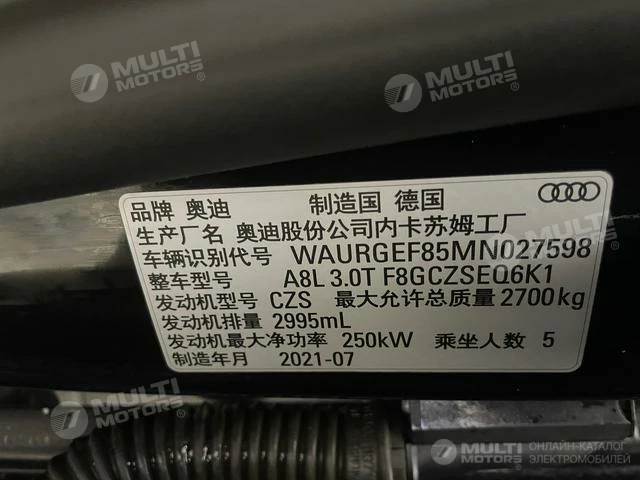 MULTI MOTORS®
MULTI MOTORS®
品牌 奥迪 制造国 德国
生产厂名 奥迪股份公司内卡苏姆工厂
车辆识别代号 WAURGEF85MN027598
整车型号 A8L 3.0T F8GCZSEQ6K1
发动机型号 CZS 最大允许总质量 2700kg
发动机排量 2995mL
发动机最大净功率 250kW 乘坐人数 5
制造年月 2021-07
MULTI MOTORS®
MULTI MOTORS®
ОНЛАЙН-КАТАЛОГ
ЭЛЕКТРОМОБИЛЕЙ